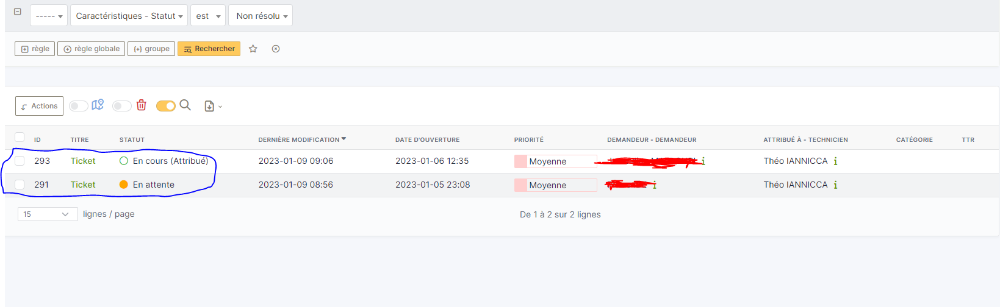 ----- Caractéristiques - Statut est Non résolu
règle règle globale groupe Rechercher
Actions
ID TITRE STATUT DERNIÈRE MODIFICATION DATE D'OUVERTURE PRIORITÉ DEMANDEUR - DEMANDEUR ATTRIBUÉ À - TECHNICIEN CATÉGORIE TTR
293 Ticket En cours (Attribué) 2023-01-09 09:06 2023-01-06 12:35 Moyenne i Théo IANNICCA i
291 Ticket En attente 2023-01-09 08:56 2023-01-05 23:08 Moyenne i Théo IANNICCA i
15 lignes / page De 1 à 2 sur 2 lignes